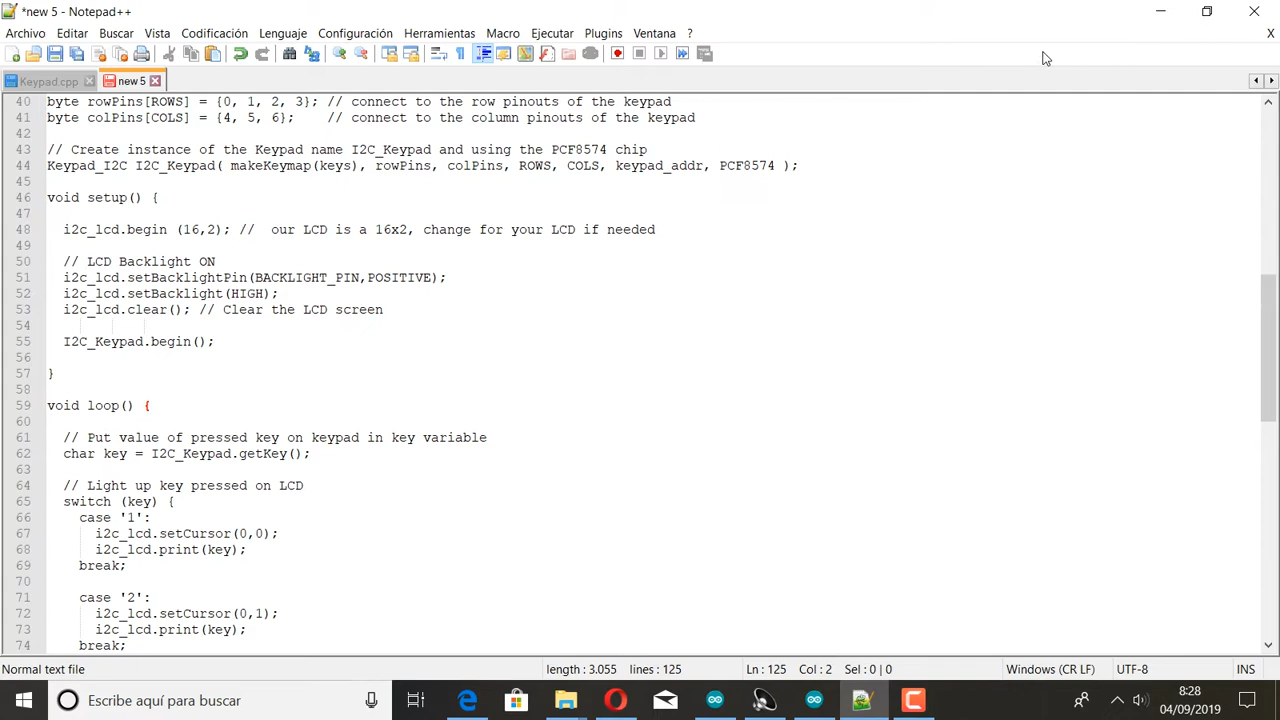 *new 5 - Notepad++
Archivo Editar Buscar Vista Codificación Lenguaje Configuración Herramientas Macro Ejecutar Plugins Ventana ? X
Keypad.cpp new 5
40 byte rowPins[ROWS] = {0, 1, 2, 3}; // connect to the row pinouts of the keypad
41 byte colPins[COLS] = {4, 5, 6};    // connect to the column pinouts of the keypad
42
43 // Create instance of the Keypad name I2C_Keypad and using the PCF8574 chip
44 Keypad_I2C I2C_Keypad( makeKeymap(keys), rowPins, colPins, ROWS, COLS, keypad_addr, PCF8574 );
45
46 void setup() {
47
48   i2c_lcd.begin (16,2); //  our LCD is a 16x2, change for your LCD if needed
49
50   // LCD Backlight ON
51   i2c_lcd.setBacklightPin(BACKLIGHT_PIN,POSITIVE);
52   i2c_lcd.setBacklight(HIGH);
53   i2c_lcd.clear(); // Clear the LCD screen
54
55   I2C_Keypad.begin();
56
57 }
58
59 void loop() {
60
61   // Put value of pressed key on keypad in key variable
62   char key = I2C_Keypad.getKey();
63
64   // Light up key pressed on LCD
65   switch (key) {
66     case '1':
67       i2c_lcd.setCursor(0,0);
68       i2c_lcd.print(key);
69     break;
70
71     case '2':
72       i2c_lcd.setCursor(0,1);
73       i2c_lcd.print(key);
74     break;
Normal text file length : 3.055 lines : 125 Ln : 125 Col : 2 Sel : 0 | 0 Windows (CR LF) UTF-8 INS
Escribe aquí para buscar 8:28
04/09/2019